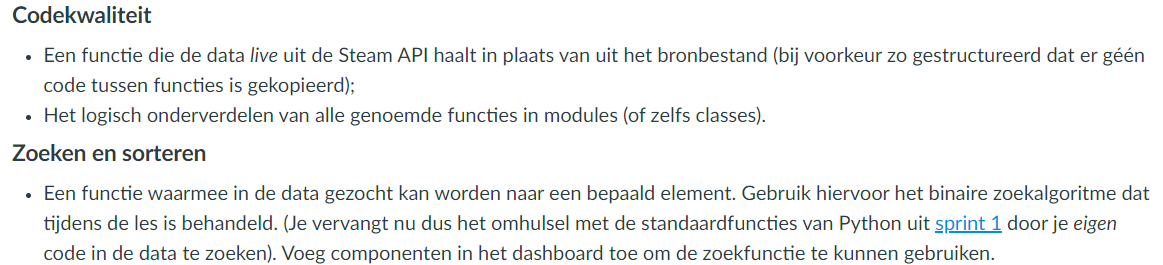 Codekwaliteit
• Een functie die de data live uit de Steam API haalt in plaats van uit het bronbestand (bij voorkeur zo gestructureerd dat er géén
code tussen functies is gekopieerd);
• Het logisch onderverdelen van alle genoemde functies in modules (of zelfs classes).
Zoeken en sorteren
• Een functie waarmee in de data gezocht kan worden naar een bepaald element. Gebruik hiervoor het binaire zoekalgoritme dat
tijdens de les is behandeld. (Je vervangt nu dus het omhulsel met de standaardfuncties van Python uit sprint 1 door je eigen
code in de data te zoeken). Voeg componenten in het dashboard toe om de zoekfunctie te kunnen gebruiken.